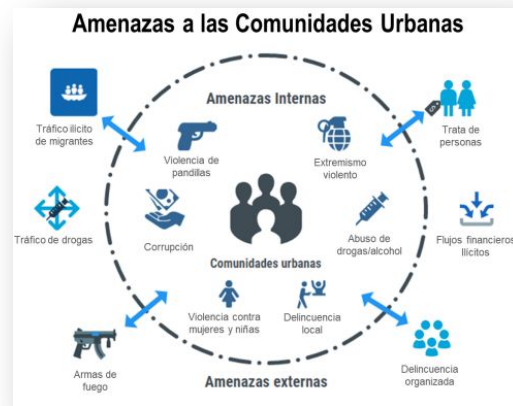 Amenazas a las Comunidades Urbanas
Amenazas Internas
Tráfico ilícito
de migrantes
Violencia de
pandillas
Extremismo
violento
Trata de
personas
Tráfico de drogas
Corrupción
Comunidades urbanas
Abuso de
drogas/alcohol
Flujos financieros
ilícitos
Violencia contra
mujeres y niñas
Delincuencia
local
Armas de
fuego
Amenazas externas
Delincuencia
organizada